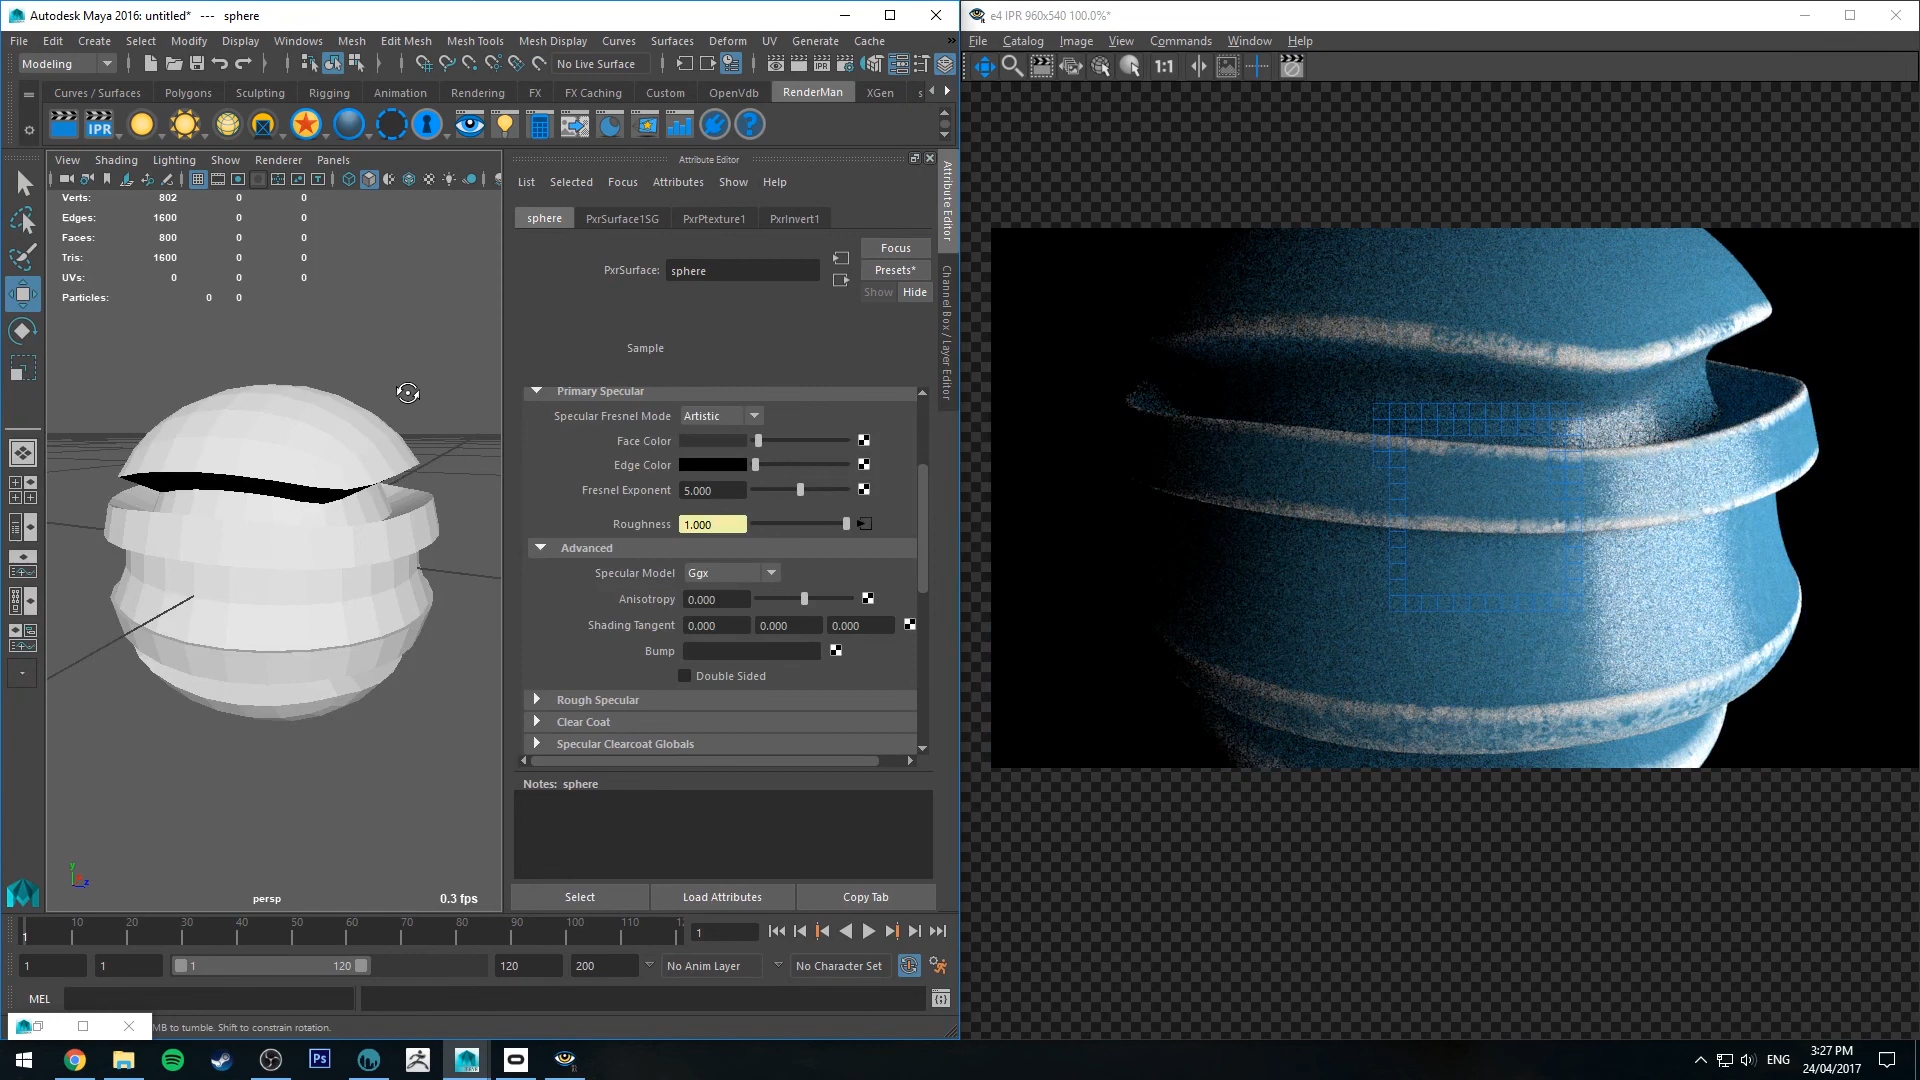 Autodesk Maya 2016: untitled*   ---   sphere
File Edit Create Select Modify Display Windows Mesh Edit Mesh Mesh Tools Mesh Display Curves Surfaces Deform UV Generate Cache »
Modeling No Live Surface IPR
Curves / Surfaces Polygons Sculpting Rigging Animation Rendering FX FX Caching Custom OpenVdb RenderMan XGen s
IPR ?
View Shading Lighting Show Renderer Panels
Verts: 802 0 0
Edges: 1600 0 0
Faces: 800 0 0
Tris: 1600 0 0
UVs: 0 0 0
Particles: 0 0
y
z
persp
0.3 fps
Attribute Editor
List Selected Focus Attributes Show Help
sphere PxrSurface1SG PxrPtexture1 PxrInvert1
PxrSurface: sphere
Focus
Presets*
Show Hide
Sample
Primary Specular
Specular Fresnel Mode Artistic
Face Color
Edge Color
Fresnel Exponent 5.000
Roughness 1.000
Advanced
Specular Model Ggx
Anisotropy 0.000
Shading Tangent 0.000 0.000 0.000
Bump
Double Sided
Rough Specular
Clear Coat
Specular Clearcoat Globals
Notes: sphere
Select Load Attributes Copy Tab
Attribute Editor
Channel Box / Layer Editor
1 10 20 30 40 50 60 70 80 90 100 110 12
1
1 1 1 120 120 200 No Anim Layer No Character Set
MEL
MB to tumble. Shift to constrain rotation.
e4 IPR 960x540 100.0%*
File Catalog Image View Commands Window Help
1:1
Ps
ENG
3:27 PM
24/04/2017